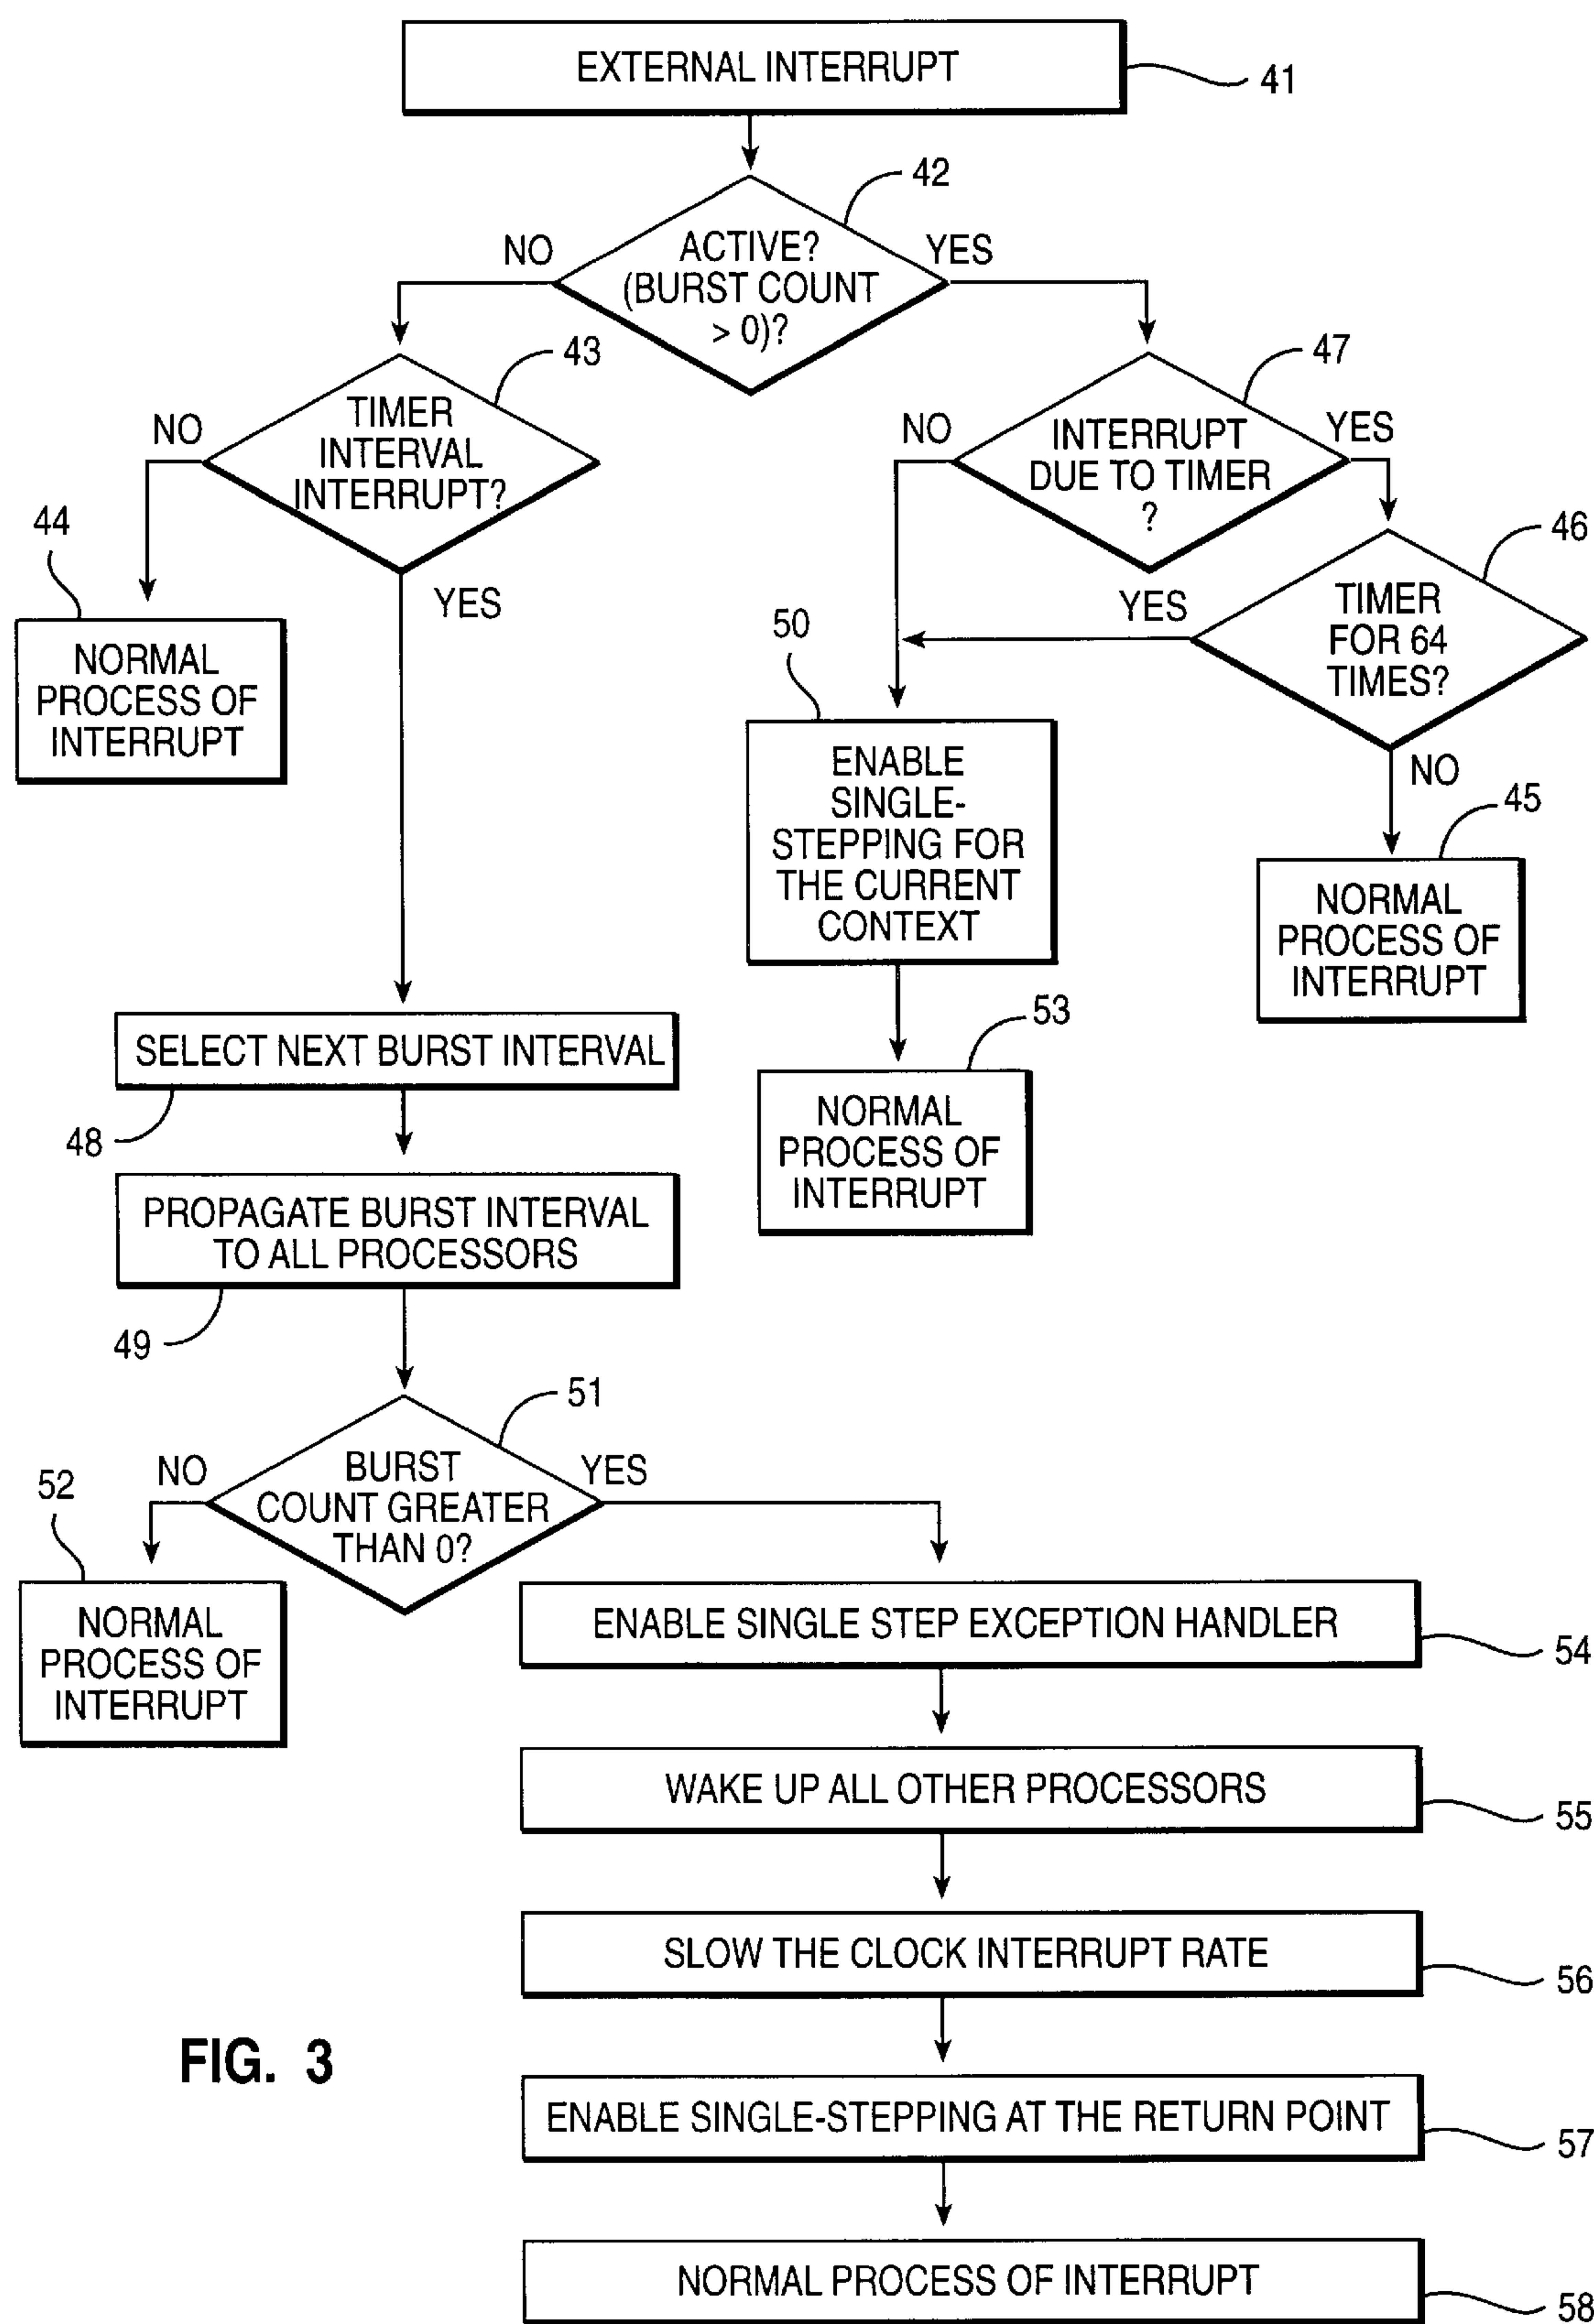 EXTERNAL INTERRUPT
41
42
NO
ACTIVE?
(BURST COUNT
> 0)?
YES
43
NO
TIMER
INTERVAL
INTERRUPT?
YES
47
NO
INTERRUPT
DUE TO TIMER
?
YES
46
YES
TIMER
FOR 64
TIMES?
NO
44
NORMAL
PROCESS OF
INTERRUPT
50
ENABLE
SINGLE-
STEPPING FOR
THE CURRENT
CONTEXT
45
NORMAL
PROCESS OF
INTERRUPT
53
NORMAL
PROCESS OF
INTERRUPT
SELECT NEXT BURST INTERVAL
48
PROPAGATE BURST INTERVAL
TO ALL PROCESSORS
49
51
NO
BURST
COUNT GREATER
THAN 0?
YES
52
NORMAL
PROCESS OF
INTERRUPT
ENABLE SINGLE STEP EXCEPTION HANDLER
54
WAKE UP ALL OTHER PROCESSORS
55
SLOW THE CLOCK INTERRUPT RATE
56
FIG. 3
ENABLE SINGLE-STEPPING AT THE RETURN POINT
57
NORMAL PROCESS OF INTERRUPT
58